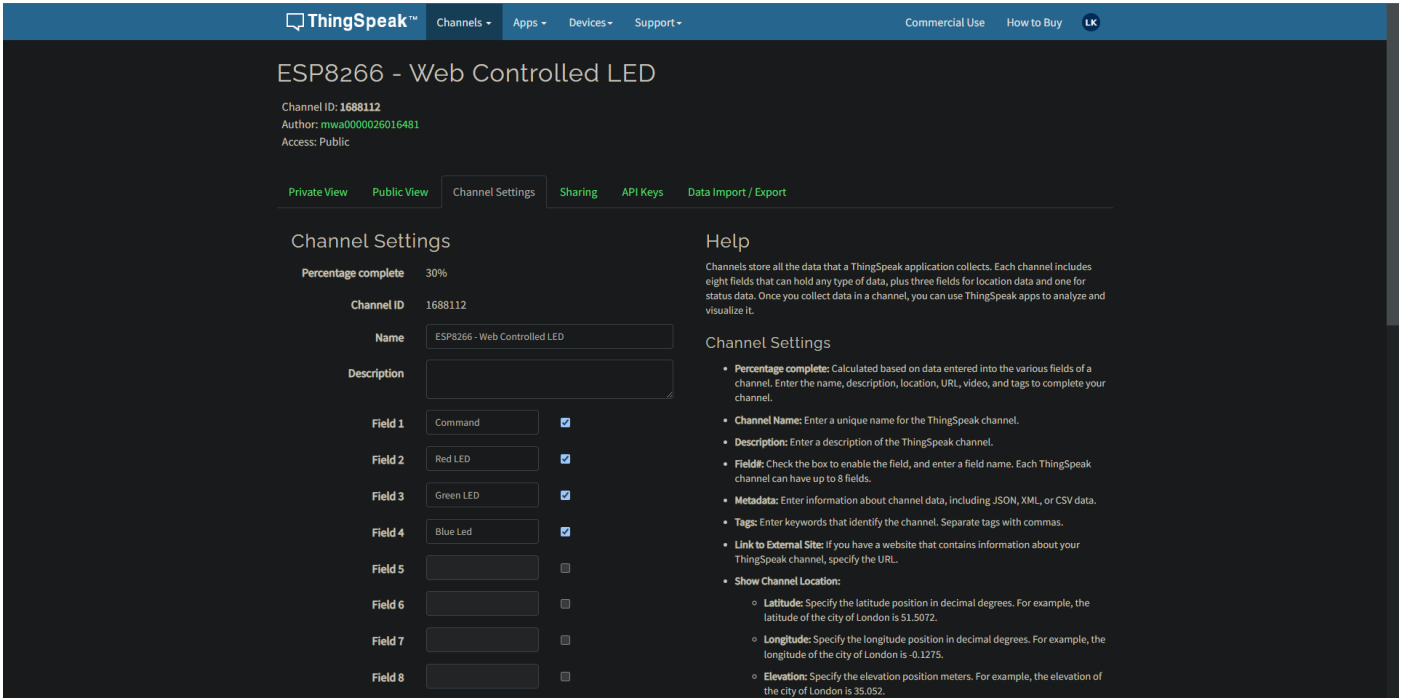 ThingSpeak™ Channels Apps Devices Support Commercial Use How to Buy LK
ESP8266 - Web Controlled LED
Channel ID: 1688112
Author: mwa0000026016481
Access: Public
Private View Public View Channel Settings Sharing API Keys Data Import / Export
Channel Settings
Percentage complete 30%
Channel ID 1688112
Name ESP8266 - Web Controlled LED
Description
Field 1 Command
Field 2 Red LED
Field 3 Green LED
Field 4 Blue Led
Field 5
Field 6
Field 7
Field 8
Help
Channels store all the data that a ThingSpeak application collects. Each channel includes
eight fields that can hold any type of data, plus three fields for location data and one for
status data. Once you collect data in a channel, you can use ThingSpeak apps to analyze and
visualize it.
Channel Settings
• Percentage complete: Calculated based on data entered into the various fields of a
channel. Enter the name, description, location, URL, video, and tags to complete your
channel.
• Channel Name: Enter a unique name for the ThingSpeak channel.
• Description: Enter a description of the ThingSpeak channel.
• Field#: Check the box to enable the field, and enter a field name. Each ThingSpeak
channel can have up to 8 fields.
• Metadata: Enter information about channel data, including JSON, XML, or CSV data.
• Tags: Enter keywords that identify the channel. Separate tags with commas.
• Link to External Site: If you have a website that contains information about your
ThingSpeak channel, specify the URL.
• Show Channel Location:
◦ Latitude: Specify the latitude position in decimal degrees. For example, the
latitude of the city of London is 51.5072.
◦ Longitude: Specify the longitude position in decimal degrees. For example, the
longitude of the city of London is -0.1275.
◦ Elevation: Specify the elevation position meters. For example, the elevation of
the city of London is 35.052.